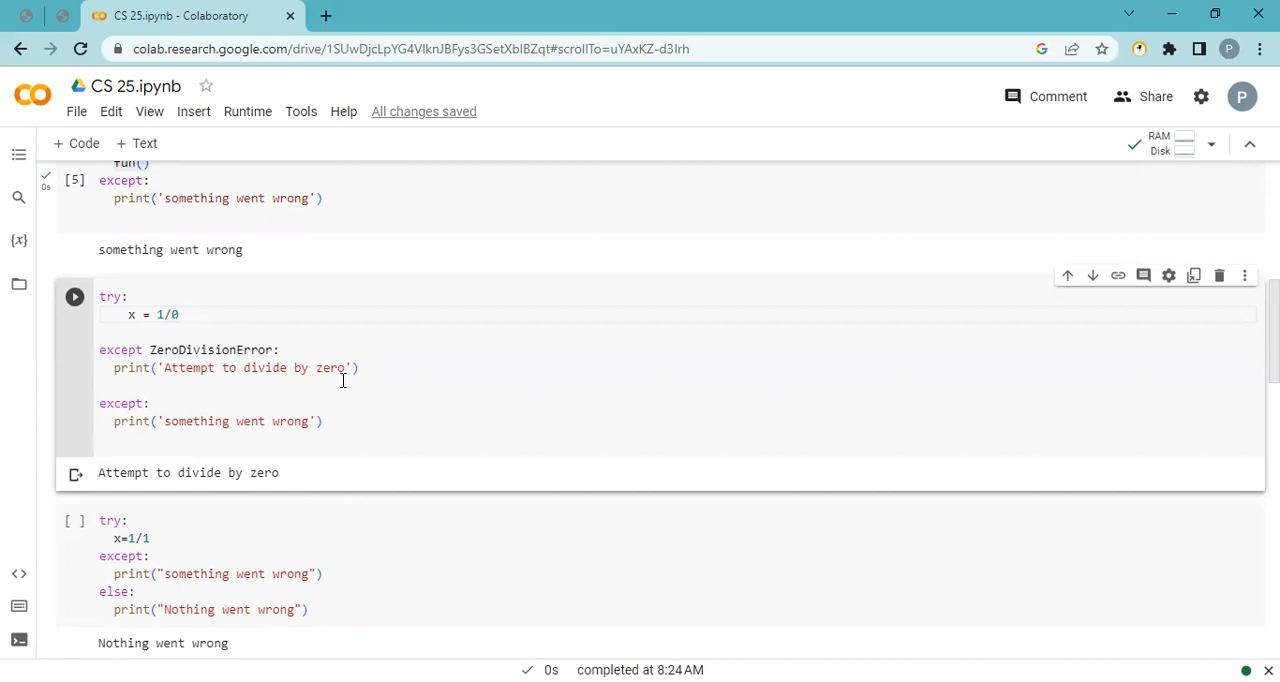 CS 25.ipynb - Colaboratory
colab.research.google.com/drive/1SUwDjcLpYG4VIknJBFys3GSetXbIBZqt#scrollTo=uYAxKZ-d3Irh
P
CS 25.ipynb
Comment
Share
P
File Edit View Insert Runtime Tools Help All changes saved
+ Code + Text
RAM
Disk
fun()
[5] except:
0s
print('something went wrong')
something went wrong
{x}
try:
x = 1/0
except ZeroDivisionError:
print('Attempt to divide by zero')
except:
print('something went wrong')
Attempt to divide by zero
[ ] try:
x=1/1
except:
print("something went wrong")
else:
print("Nothing went wrong")
Nothing went wrong
0s completed at 8:24 AM